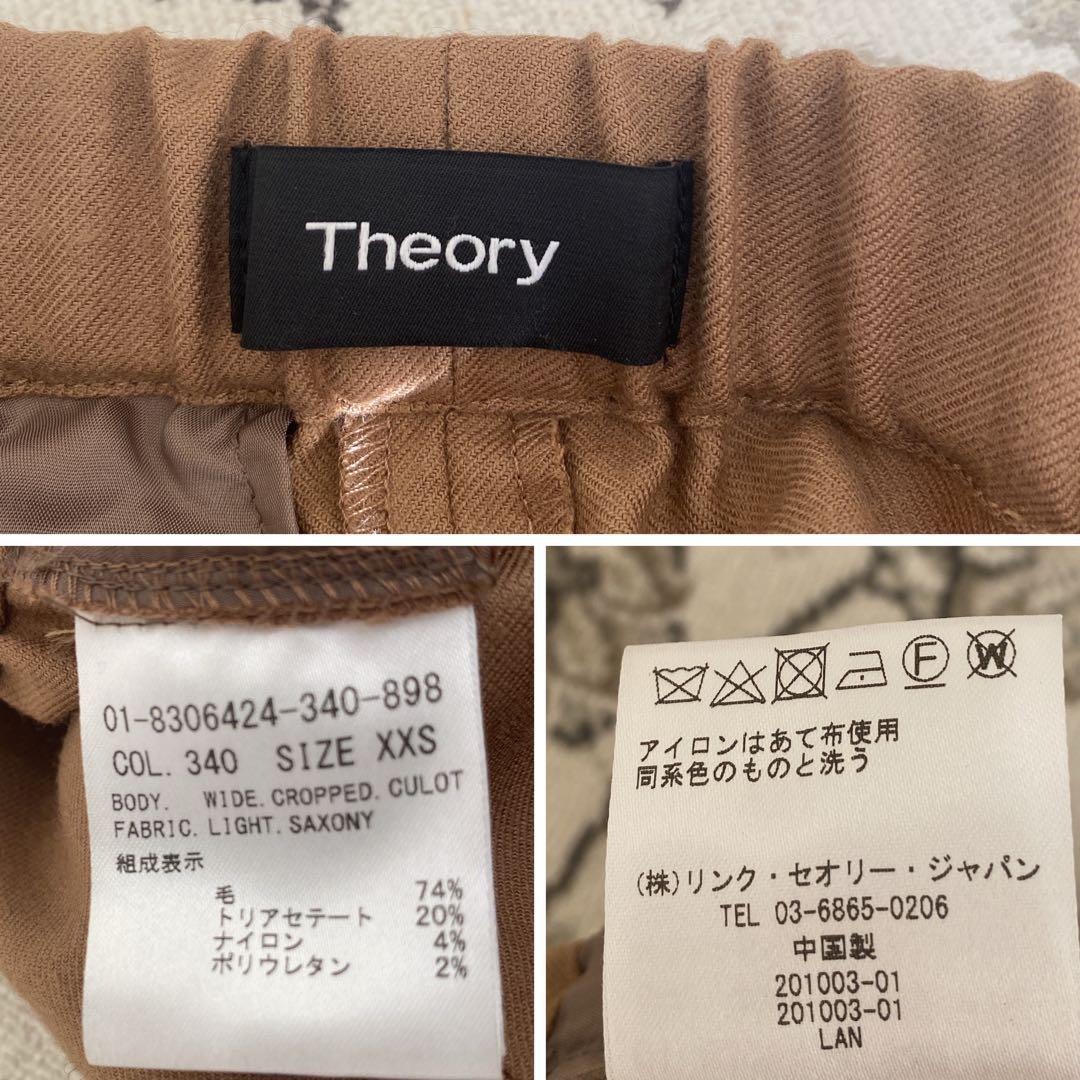 Theory
01-8306424-340-898
COL. 340 SIZE XXS
BODY. WIDE. CROPPED. CULOT
FABRIC. LIGHT. SAXONY
組成表示
毛 74%
トリアセテート 20%
ナイロン 4%
ポリウレタン 2%
F W
アイロンはあて布使用
同系色のものと洗う
(株)リンク・セオリー・ジャパン
TEL 03-6865-0206
中国製
201003-01
201003-01
LAN